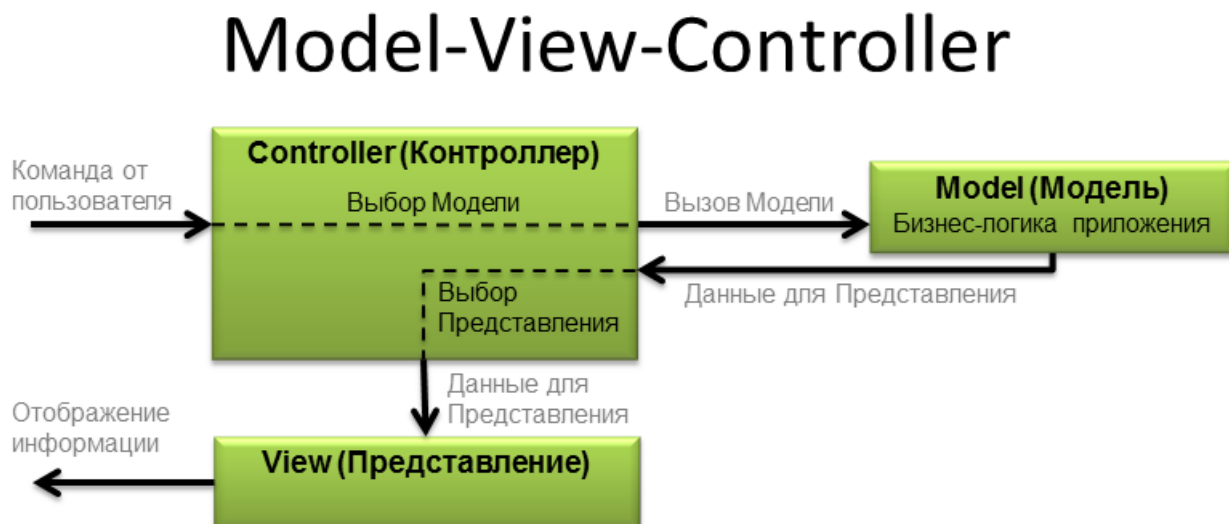 Model-View-Controller
Команда от
пользователя
Controller (Контроллер)
Выбор Модели
Вызов Модели
Model (Модель)
Бизнес-логика приложения
Данные для Представления
Выбор
Представления
Данные для
Представления
Отображение
информации
View (Представление)